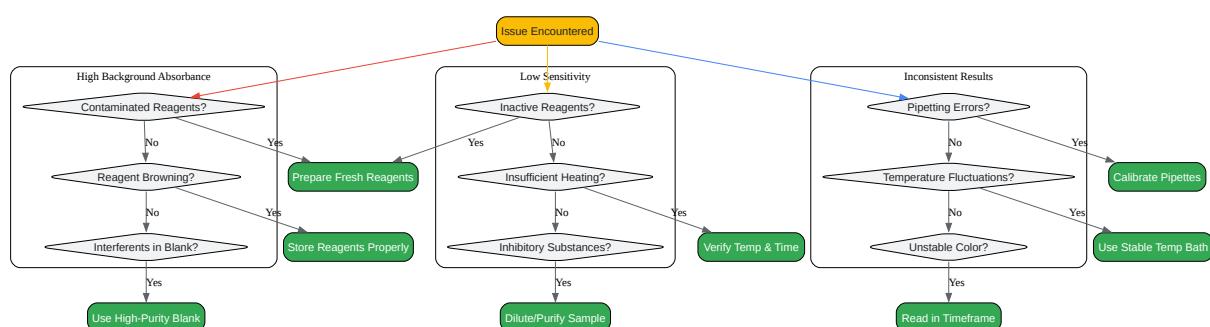 Issue Encountered
High Background Absorbance
Low Sensitivity
Inconsistent Results
Contaminated Reagents?
Inactive Reagents?
Pipetting Errors?
No
Yes
Yes
No
No
Yes
Reagent Browning?
Prepare Fresh Reagents
Insufficient Heating?
Temperature Fluctuations?
Calibrate Pipettes
No
Yes
No
Yes
No
Yes
Interferents in Blank?
Store Reagents Properly
Inhibitory Substances?
Verify Temp & Time
Unstable Color?
Use Stable Temp Bath
Yes
Yes
Yes
Use High-Purity Blank
Dilute/Purify Sample
Read in Timeframe